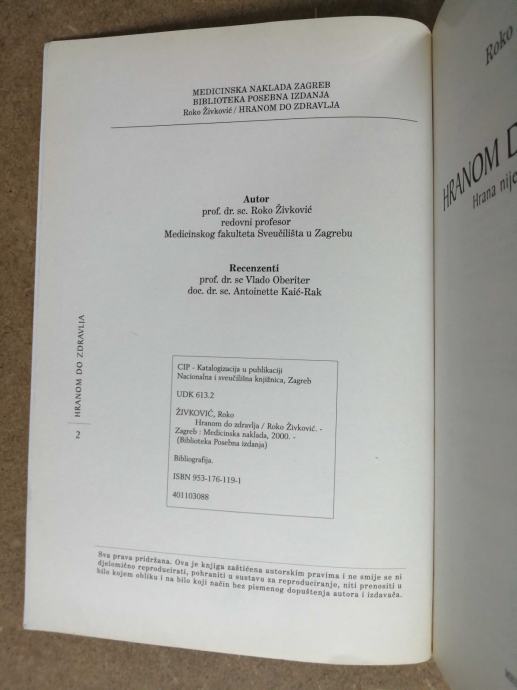 MEDICINSKA NAKLADA ZAGREB
BIBLIOTEKA POSEBNA IZDANJA
Roko Živković / HRANOM DO ZDRAVLJA
Autor
prof. dr. sc. Roko Živković
redovni profesor
Medicinskog fakulteta Sveučilišta u Zagrebu
Recenzenti
prof. dr. sc Vlado Oberiter
doc. dr. sc. Antoinette Kaić-Rak
CIP - Katalogizacija u publikaciji
Nacionalna i sveučilišna knjižnica, Zagreb
UDK 613.2
ŽIVKOVIĆ, Roko
Hranom do zdravlja / Roko Živković. -
Zagreb : Medicinska naklada, 2000. -
(Biblioteka Posebna izdanja)
Bibliografija.
ISBN 953-176-119-1
401103088
HRANOM DO ZDRAVLJA
2
Sva prava pridržana. Ova je knjiga zaštićena autorskim pravima i ne smije se ni
djelomično reproducirati, pohraniti u sustavu za reproduciranje, niti prenositi u
bilo kojem obliku i na bilo koji način bez pismenog dopuštenja autora i izdavača.
Roko
HRANOM D
Hrana nije